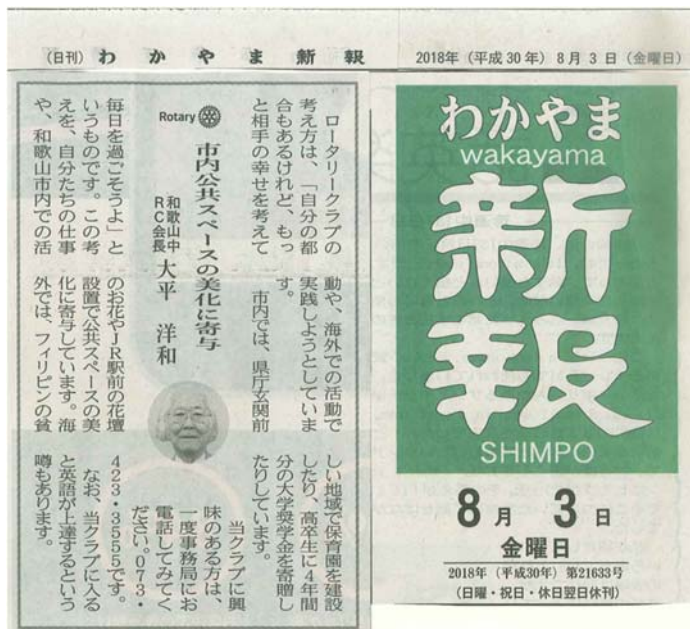 (日刊) わかやま新報 2018年(平成30年)8月3日(金曜日)
わかやま
wakayama
新報
SHIMPO
8月3日
金曜日
2018年(平成30年)第21633号
(日曜・祝日・休日翌日休刊)
Rotary
市内公共スペースの美化に寄与
和歌山中
RC会長 大平 洋和
ロータリークラブの
考え方は、「自分の都
合もあるけれど、もっ
と相手の幸せを考えて
毎日を過ごそうよ」と
いうものです。この考
えを、自分たちの仕事
や、和歌山市内での活
動や、海外での活動で
実践しようとしていま
す。
市内では、県庁玄関前
のお花やJR駅前の花壇
設置で公共スペースの美
化に寄与しています。海
外では、フィリピンの貧
しい地域で保育園を建設
したり、高卒生に4年間
分の大学奨学金を寄贈し
たりしています。
当クラブに興
味のある方は、
一度事務局にお
電話してみてく
ださい。073・
423・3555です。
なお、当クラブに入る
と英語が上達するという
噂もあります。